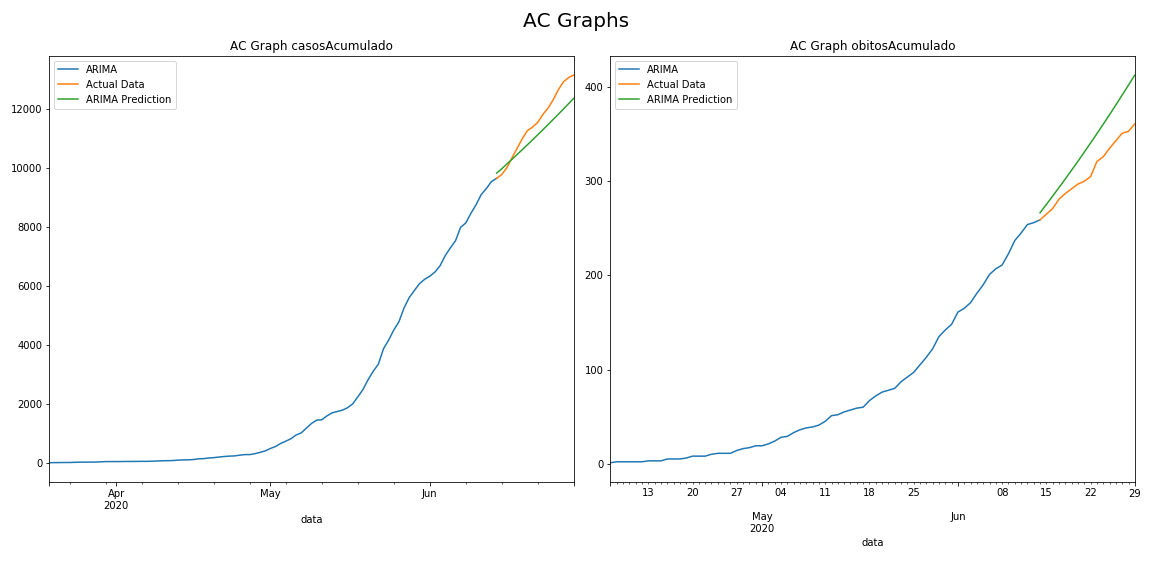 AC Graphs
AC Graph casosAcumulado
ARIMA
Actual Data
ARIMA Prediction
12000
10000
8000
6000
4000
2000
0
Apr
2020
May
Jun
data
AC Graph obitosAcumulado
ARIMA
Actual Data
ARIMA Prediction
400
300
200
100
0
13 20 27 04 11 18 25 08 15 22 29
May
2020
Jun
data